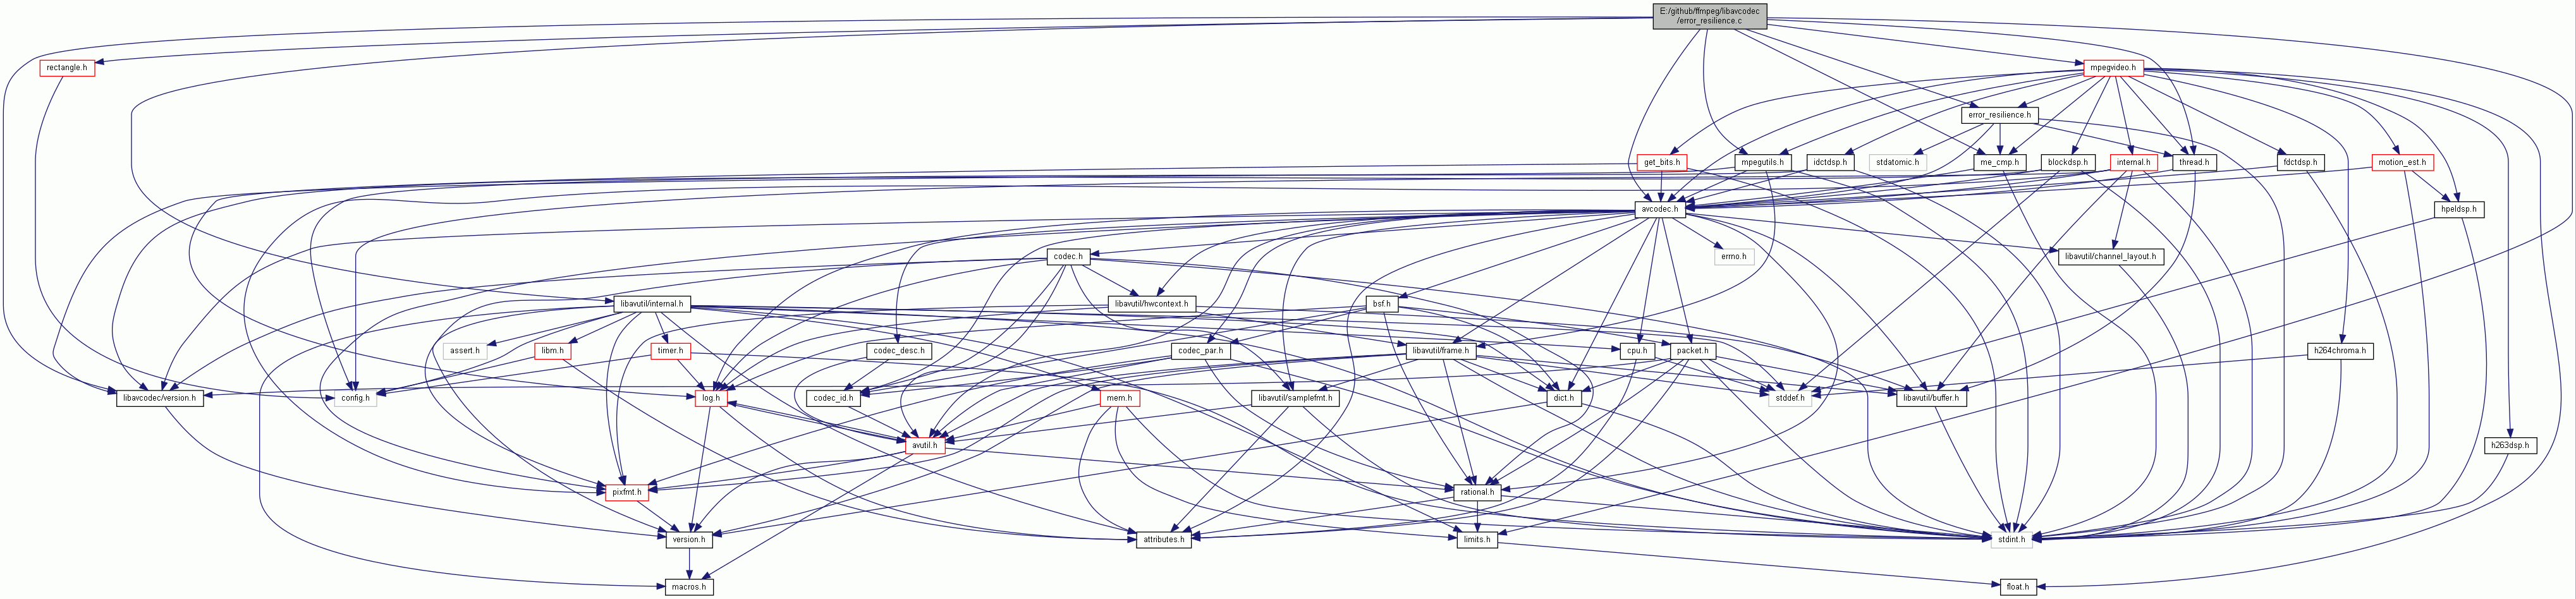 E:/github/ffmpeg/libavcodec
/error_resilience.c
rectangle.h
mpegvideo.h
error_resilience.h
get_bits.h
mpegutils.h
idctdsp.h
stdatomic.h
me_cmp.h
blockdsp.h
internal.h
thread.h
fdctdsp.h
motion_est.h
avcodec.h
hpeldsp.h
codec.h
errno.h
libavutil/channel_layout.h
libavutil/internal.h
libavutil/hwcontext.h
bsf.h
assert.h
libm.h
timer.h
codec_desc.h
codec_par.h
libavutil/frame.h
cpu.h
packet.h
h264chroma.h
libavcodec/version.h
config.h
log.h
codec_id.h
mem.h
libavutil/samplefmt.h
dict.h
stddef.h
libavutil/buffer.h
avutil.h
h263dsp.h
pixfmt.h
rational.h
version.h
attributes.h
limits.h
stdint.h
macros.h
float.h